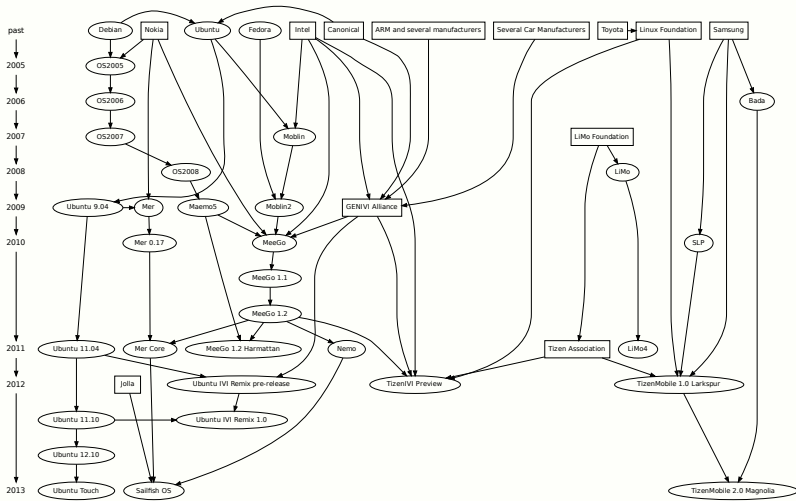 past
Debian
Nokia
Ubuntu
Fedora
Intel
Canonical
ARM and several manufacturers
Several Car Manufacturers
Toyota
Linux Foundation
Samsung
2005
OS2005
2006
OS2006
Bada
2007
OS2007
Moblin
LiMo Foundation
2008
OS2008
LiMo
2009
Ubuntu 9.04
Mer
Maemo5
Moblin2
GENIVI Alliance
2010
Mer 0.17
MeeGo
SLP
MeeGo 1.1
MeeGo 1.2
2011
Ubuntu 11.04
Mer Core
MeeGo 1.2 Harmattan
Nemo
Tizen Association
LiMo4
2012
Jolla
Ubuntu IVI Remix pre-release
TizenIVI Preview
TizenMobile 1.0 Larkspur
Ubuntu 11.10
Ubuntu IVI Remix 1.0
Ubuntu 12.10
2013
Ubuntu Touch
Sailfish OS
TizenMobile 2.0 Magnolia